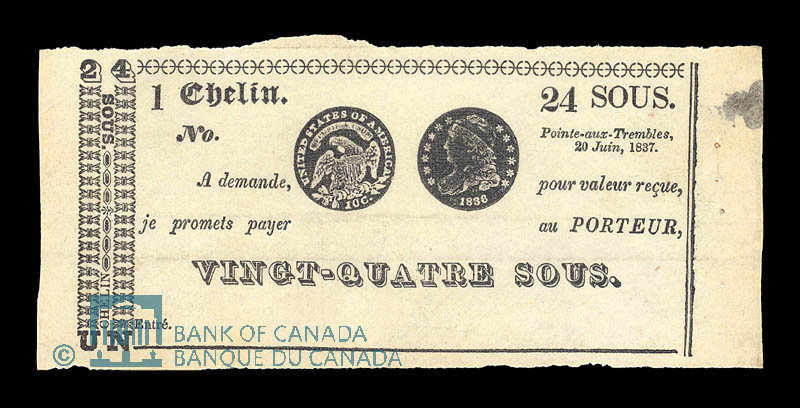 24
1 Chelin.
24 SOUS.
SOUS.
No.
UNITED STATES OF AMERICA
10C.
1836
Pointe-aux-Trembles,
20 Juin, 1837.
A demande,
pour valeur reçue,
je promets payer
au PORTEUR,
VINGT-QUATRE SOUS.
CHELIN
UN
Entré.
© BANK OF CANADA
BANQUE DU CANADA